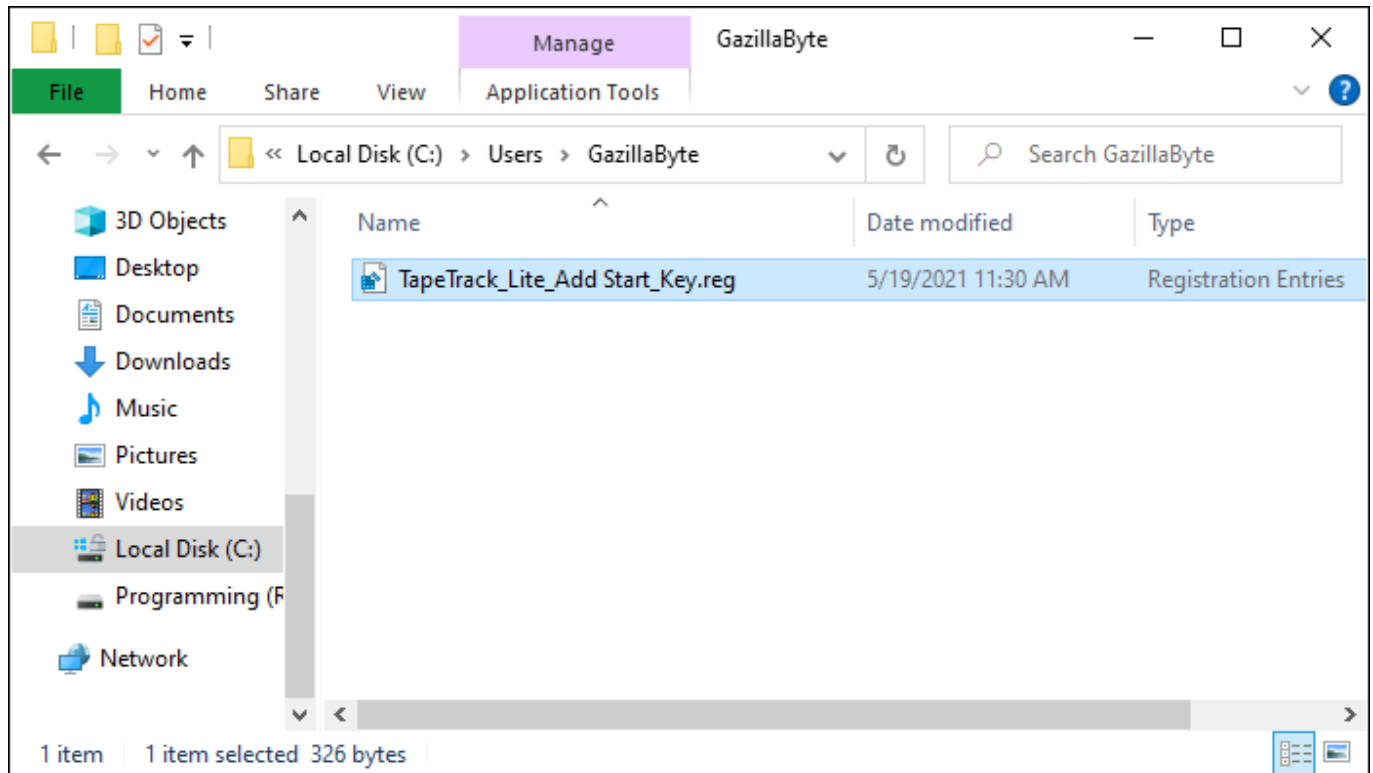 Manage
GazillaByte
File
Home
Share
View
Application Tools
?
« Local Disk (C:) > Users > GazillaByte
Search GazillaByte
3D Objects
Desktop
Documents
Downloads
Music
Pictures
Videos
Local Disk (C:)
Programming (R
Network
Name
Date modified
Type
TapeTrack_Lite_Add Start_Key.reg
5/19/2021 11:30 AM
Registration Entries
1 item
1 item selected 326 bytes